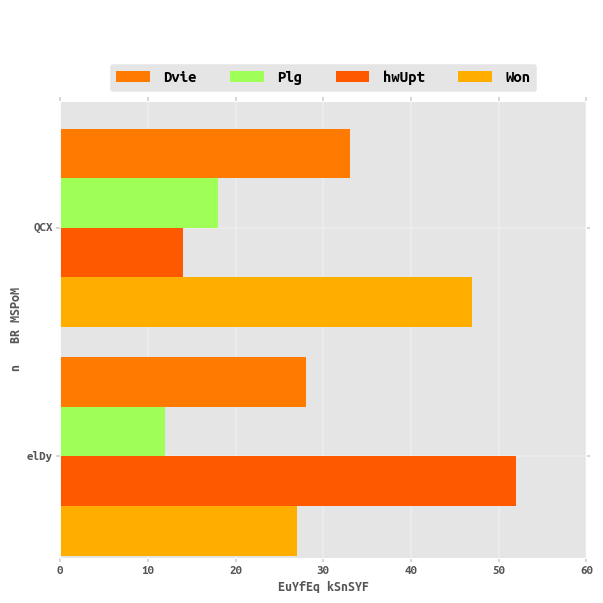 Dvie Plg hwUpt Won
QCX
elDy
n   BR MSPoM
0 10 20 30 40 50 60
EuYfEq kSnSYF